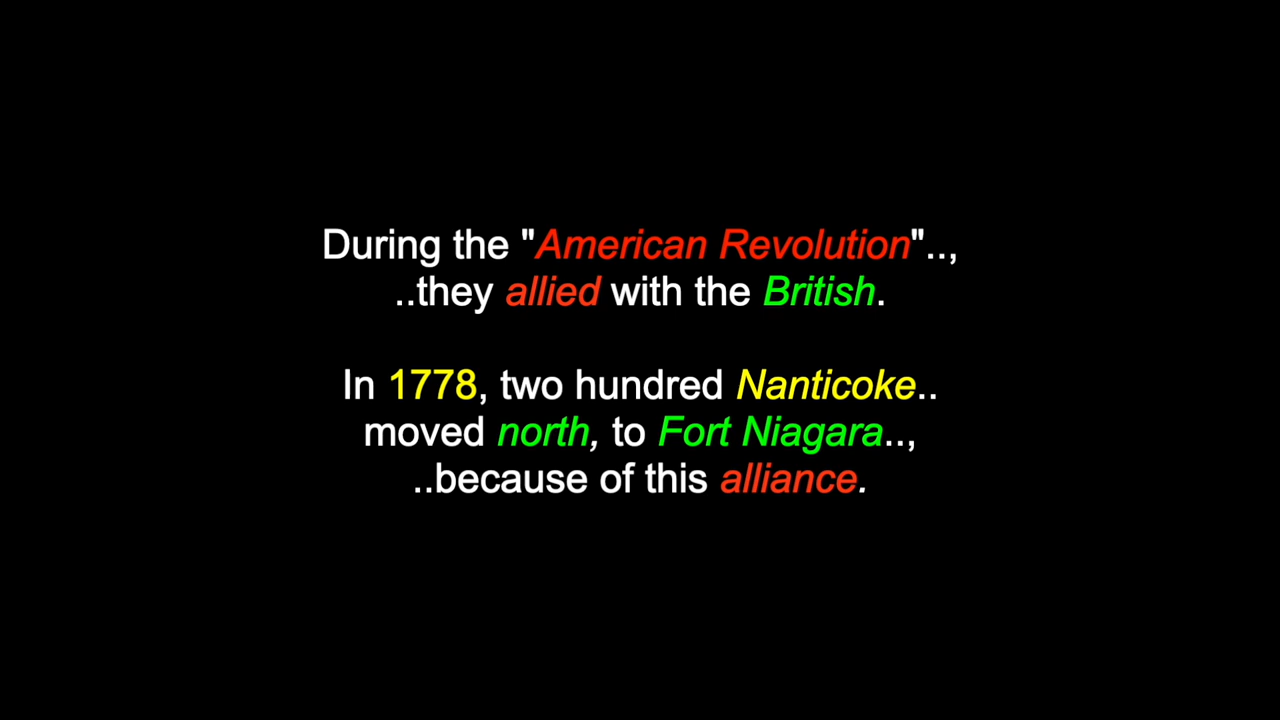 During the "American Revolution"..,
..they allied with the British.
In 1778, two hundred Nanticoke..
moved north, to Fort Niagara..,
..because of this alliance.